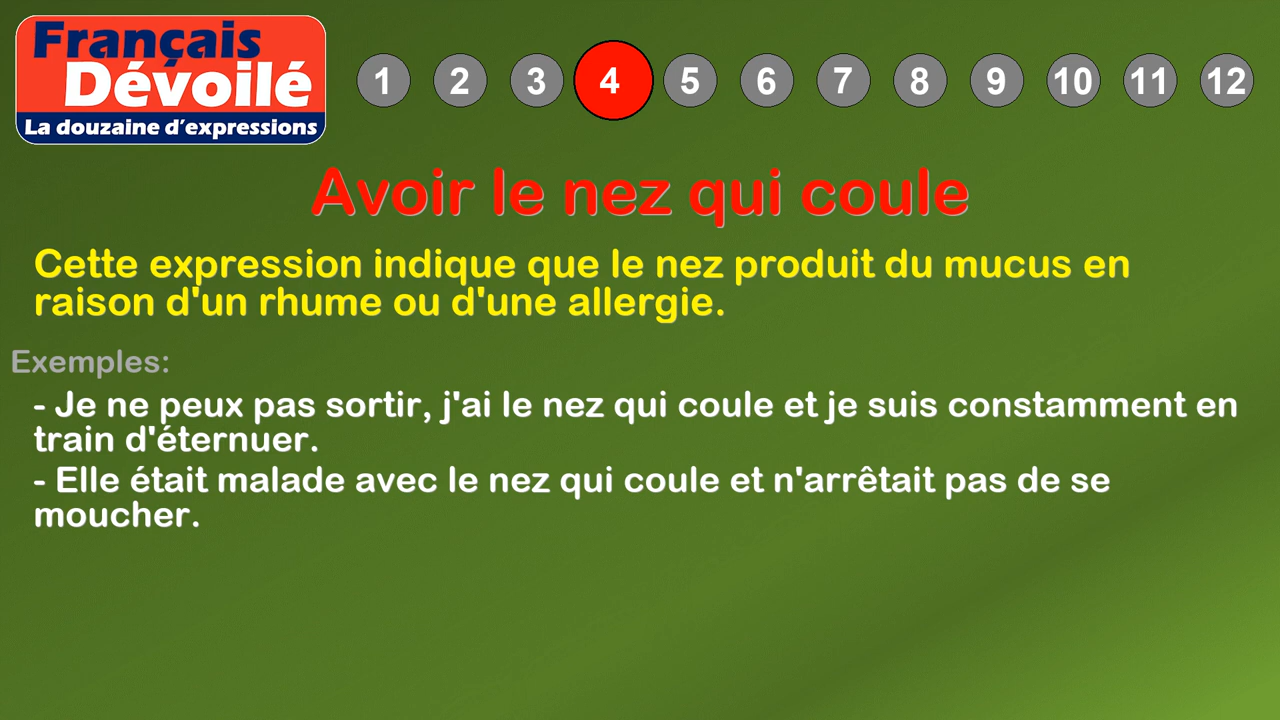 Français
Dévoilé
La douzaine d'expressions
1 2 3 4 5 6 7 8 9 10 11 12
Avoir le nez qui coule
Cette expression indique que le nez produit du mucus en
raison d'un rhume ou d'une allergie.
Exemples:
- Je ne peux pas sortir, j'ai le nez qui coule et je suis constamment en
train d'éternuer.
- Elle était malade avec le nez qui coule et n'arrêtait pas de se
moucher.